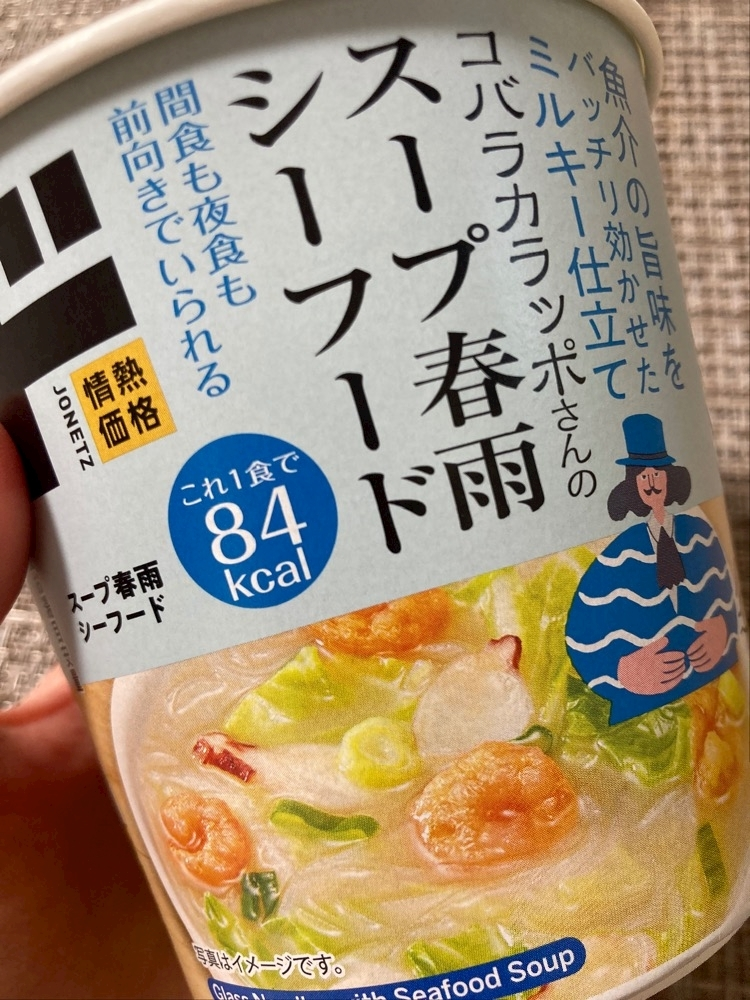 魚介の旨味を
バッチリ効かせた
ミルキー仕立て
コバラカラッポさんの
スープ春雨
シーフード
間食も夜食も
前向きでいられる
ド
情熱
価格
JONETZ
これ1食で
84
kcal
スープ春雨
シーフード
写真はイメージです。
Glass Noodles with Seafood Soup